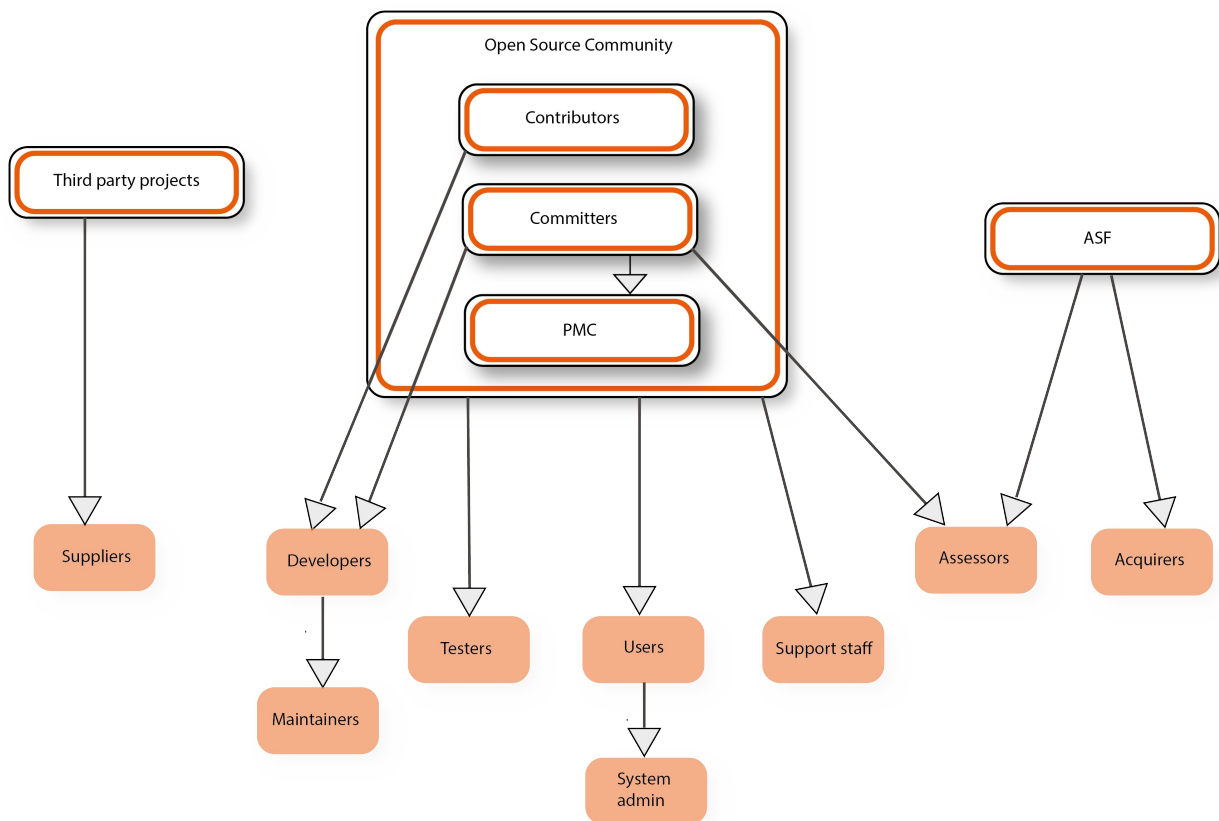 Open Source Community
Contributors
Third party projects
Committers
ASF
PMC
Suppliers
Developers
Assessors
Acquirers
Testers
Users
Support staff
Maintainers
System
admin